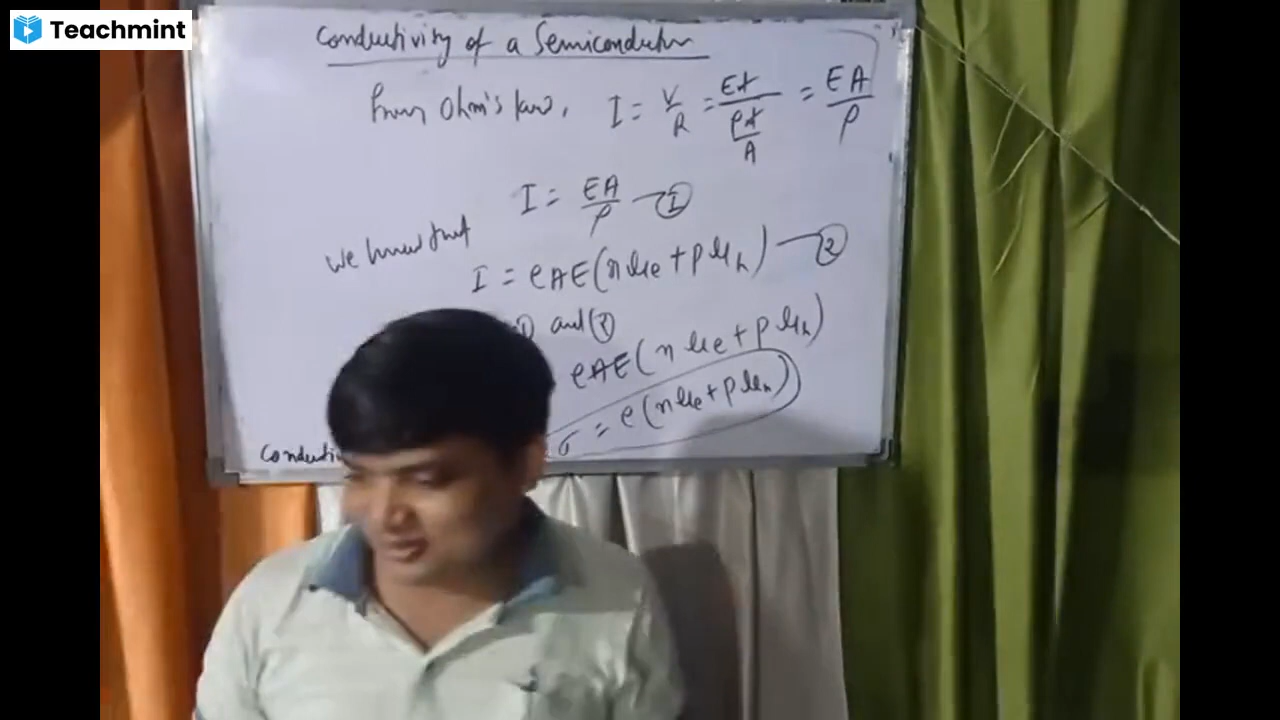 Teachmint
Conductivity of a Semiconductor
From Ohm's law, I = V/R = El/(ρl/A) = EA/ρ
I = EA/ρ — ①
we know that
I = eAE(nμe + pμh) — ②
① and (2)
eAE(nμe + pμh)
σ = e(nμe + pμh)